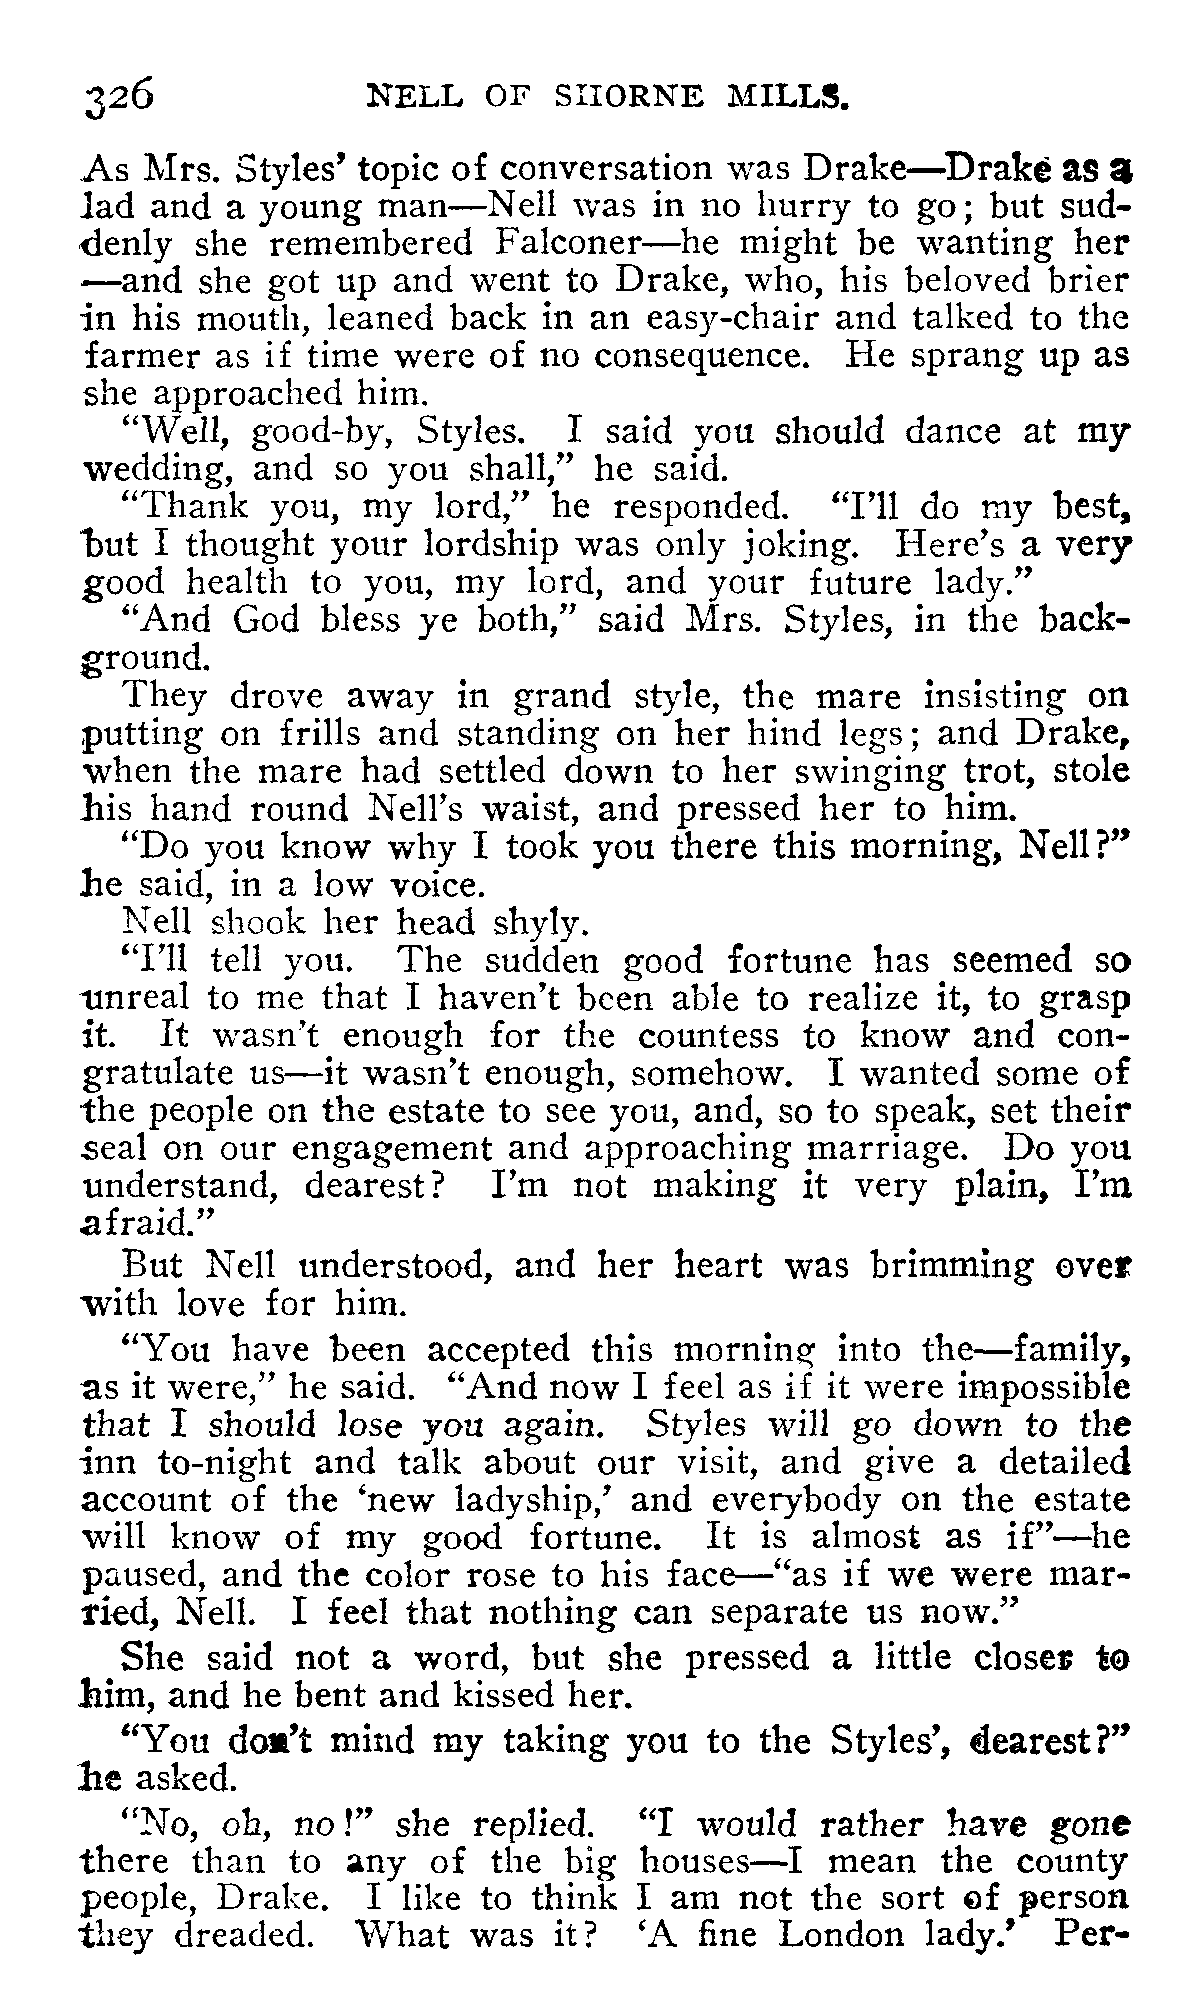 326 NELL OF SHORNE MILLS.
As Mrs. Styles' topic of conversation was Drake—Drake as a
lad and a young man—Nell was in no hurry to go; but sud-
denly she remembered Falconer—he might be wanting her
—and she got up and went to Drake, who, his beloved brier
in his mouth, leaned back in an easy-chair and talked to the
farmer as if time were of no consequence. He sprang up as
she approached him.
"Well, good-by, Styles. I said you should dance at my
wedding, and so you shall," he said.
"Thank you, my lord," he responded. "I'll do my best,
but I thought your lordship was only joking. Here's a very
good health to you, my lord, and your future lady."
"And God bless ye both," said Mrs. Styles, in the back-
ground.
They drove away in grand style, the mare insisting on
putting on frills and standing on her hind legs; and Drake,
when the mare had settled down to her swinging trot, stole
his hand round Nell's waist, and pressed her to him.
"Do you know why I took you there this morning, Nell?"
he said, in a low voice.
Nell shook her head shyly.
"I'll tell you. The sudden good fortune has seemed so
unreal to me that I haven't been able to realize it, to grasp
it. It wasn't enough for the countess to know and con-
gratulate us—it wasn't enough, somehow. I wanted some of
the people on the estate to see you, and, so to speak, set their
seal on our engagement and approaching marriage. Do you
understand, dearest? I'm not making it very plain, I'm
afraid."
But Nell understood, and her heart was brimming over
with love for him.
"You have been accepted this morning into the—family,
as it were," he said. "And now I feel as if it were impossible
that I should lose you again. Styles will go down to the
inn to-night and talk about our visit, and give a detailed
account of the 'new ladyship,' and everybody on the estate
will know of my good fortune. It is almost as if"—he
paused, and the color rose to his face—"as if we were mar-
ried, Nell. I feel that nothing can separate us now."
She said not a word, but she pressed a little closer to
him, and he bent and kissed her.
"You don't mind my taking you to the Styles', dearest?"
he asked.
"No, oh, no!" she replied. "I would rather have gone
there than to any of the big houses—I mean the county
people, Drake. I like to think I am not the sort of person
they dreaded. What was it? 'A fine London lady.' Per-